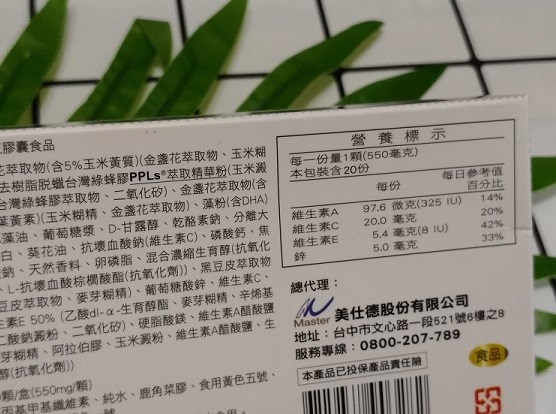 膠囊食品
花萃取物(含5%玉米黃質)(金盞花萃取物、玉米糊
去樹脂脫蠟台灣綠蜂膠PPLs®萃取精華粉(玉米澱
台灣綠蜂膠萃取物、二氧化矽)、金盞花萃取物(含
葉黃素)(玉米糊精、金盞花萃取物)、藻粉(含DHA)
藻油、葡萄糖漿、D-甘露醇、乾酪素鈉、分離大
白、葵花油、抗壞血酸鈉(維生素C)、磷酸鈣、焦
鈉、天然香料、卵磷脂、混合濃縮生育醇(抗氧化
、L-抗壞血酸棕櫚酸酯(抗氧化劑))、黑豆皮萃取物
豆皮萃取物、麥芽糊精)、葡萄糖酸鋅、維生素C、
生素E 50% (乙酸dl-α-生育醇酯、麥芽糊精、辛烯基
二酸鈉澱粉、二氧化矽)、硬脂酸鎂、維生素A醋酸鹽
芽糊精、阿拉伯膠、玉米澱粉、維生素A醋酸鹽、生
醇(抗氧化劑))
顆/盒(550mg/顆)
丙基甲基纖維素、純水、鹿角菜膠、食用黃色五號、
營養標示
每一份量1顆(550毫克)
本包裝含20份
每份 每日參考值
百分比
維生素A 97.6 微克(325 IU) 14%
維生素C 20.0 毫克 20%
維生素E 5.4 毫克(8 IU) 42%
鋅 5.0 毫克 33%
總代理：
Master 美仕德股份有限公司
地址：台中市文心路一段521號6樓之8
服務專線：0800-207-789
本產品已投保產品責任險
食品